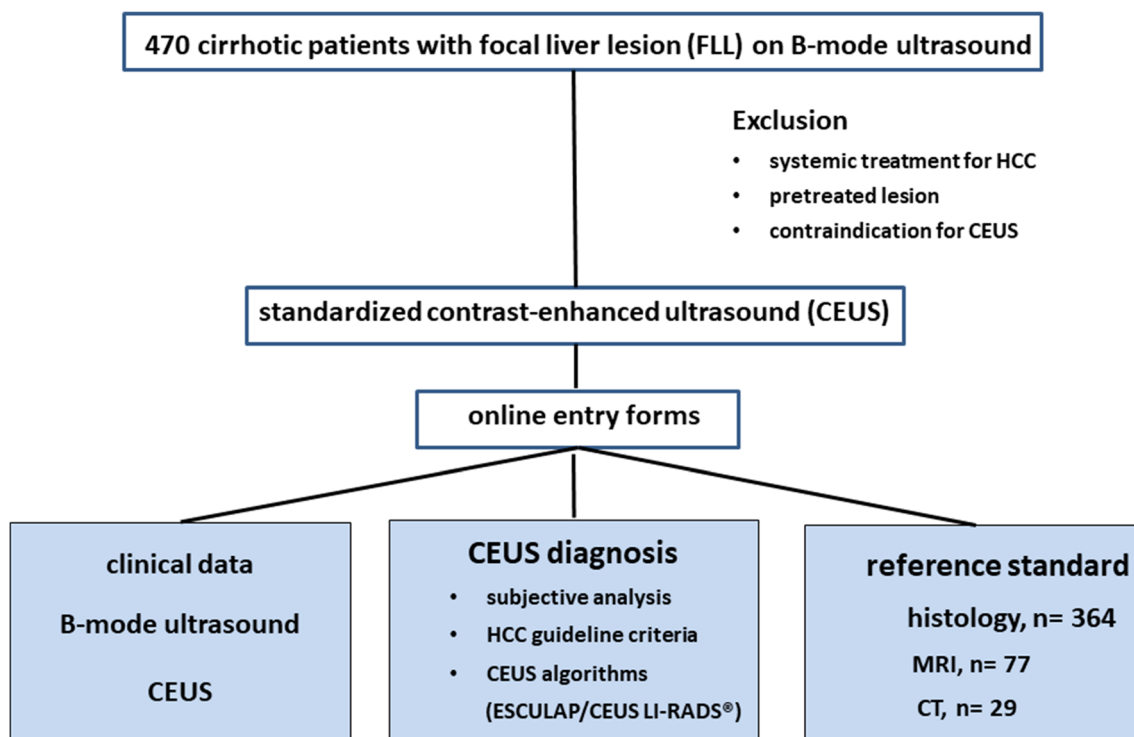 470 cirrhotic patients with focal liver lesion (FLL) on B-mode ultrasound
Exclusion
• systemic treatment for HCC
• pretreated lesion
• contraindication for CEUS
standardized contrast-enhanced ultrasound (CEUS)
online entry forms
clinical data
B-mode ultrasound
CEUS
CEUS diagnosis
• subjective analysis
• HCC guideline criteria
• CEUS algorithms
(ESCULAP/CEUS LI-RADS®)
reference standard
histology, n= 364
MRI, n= 77
CT, n= 29